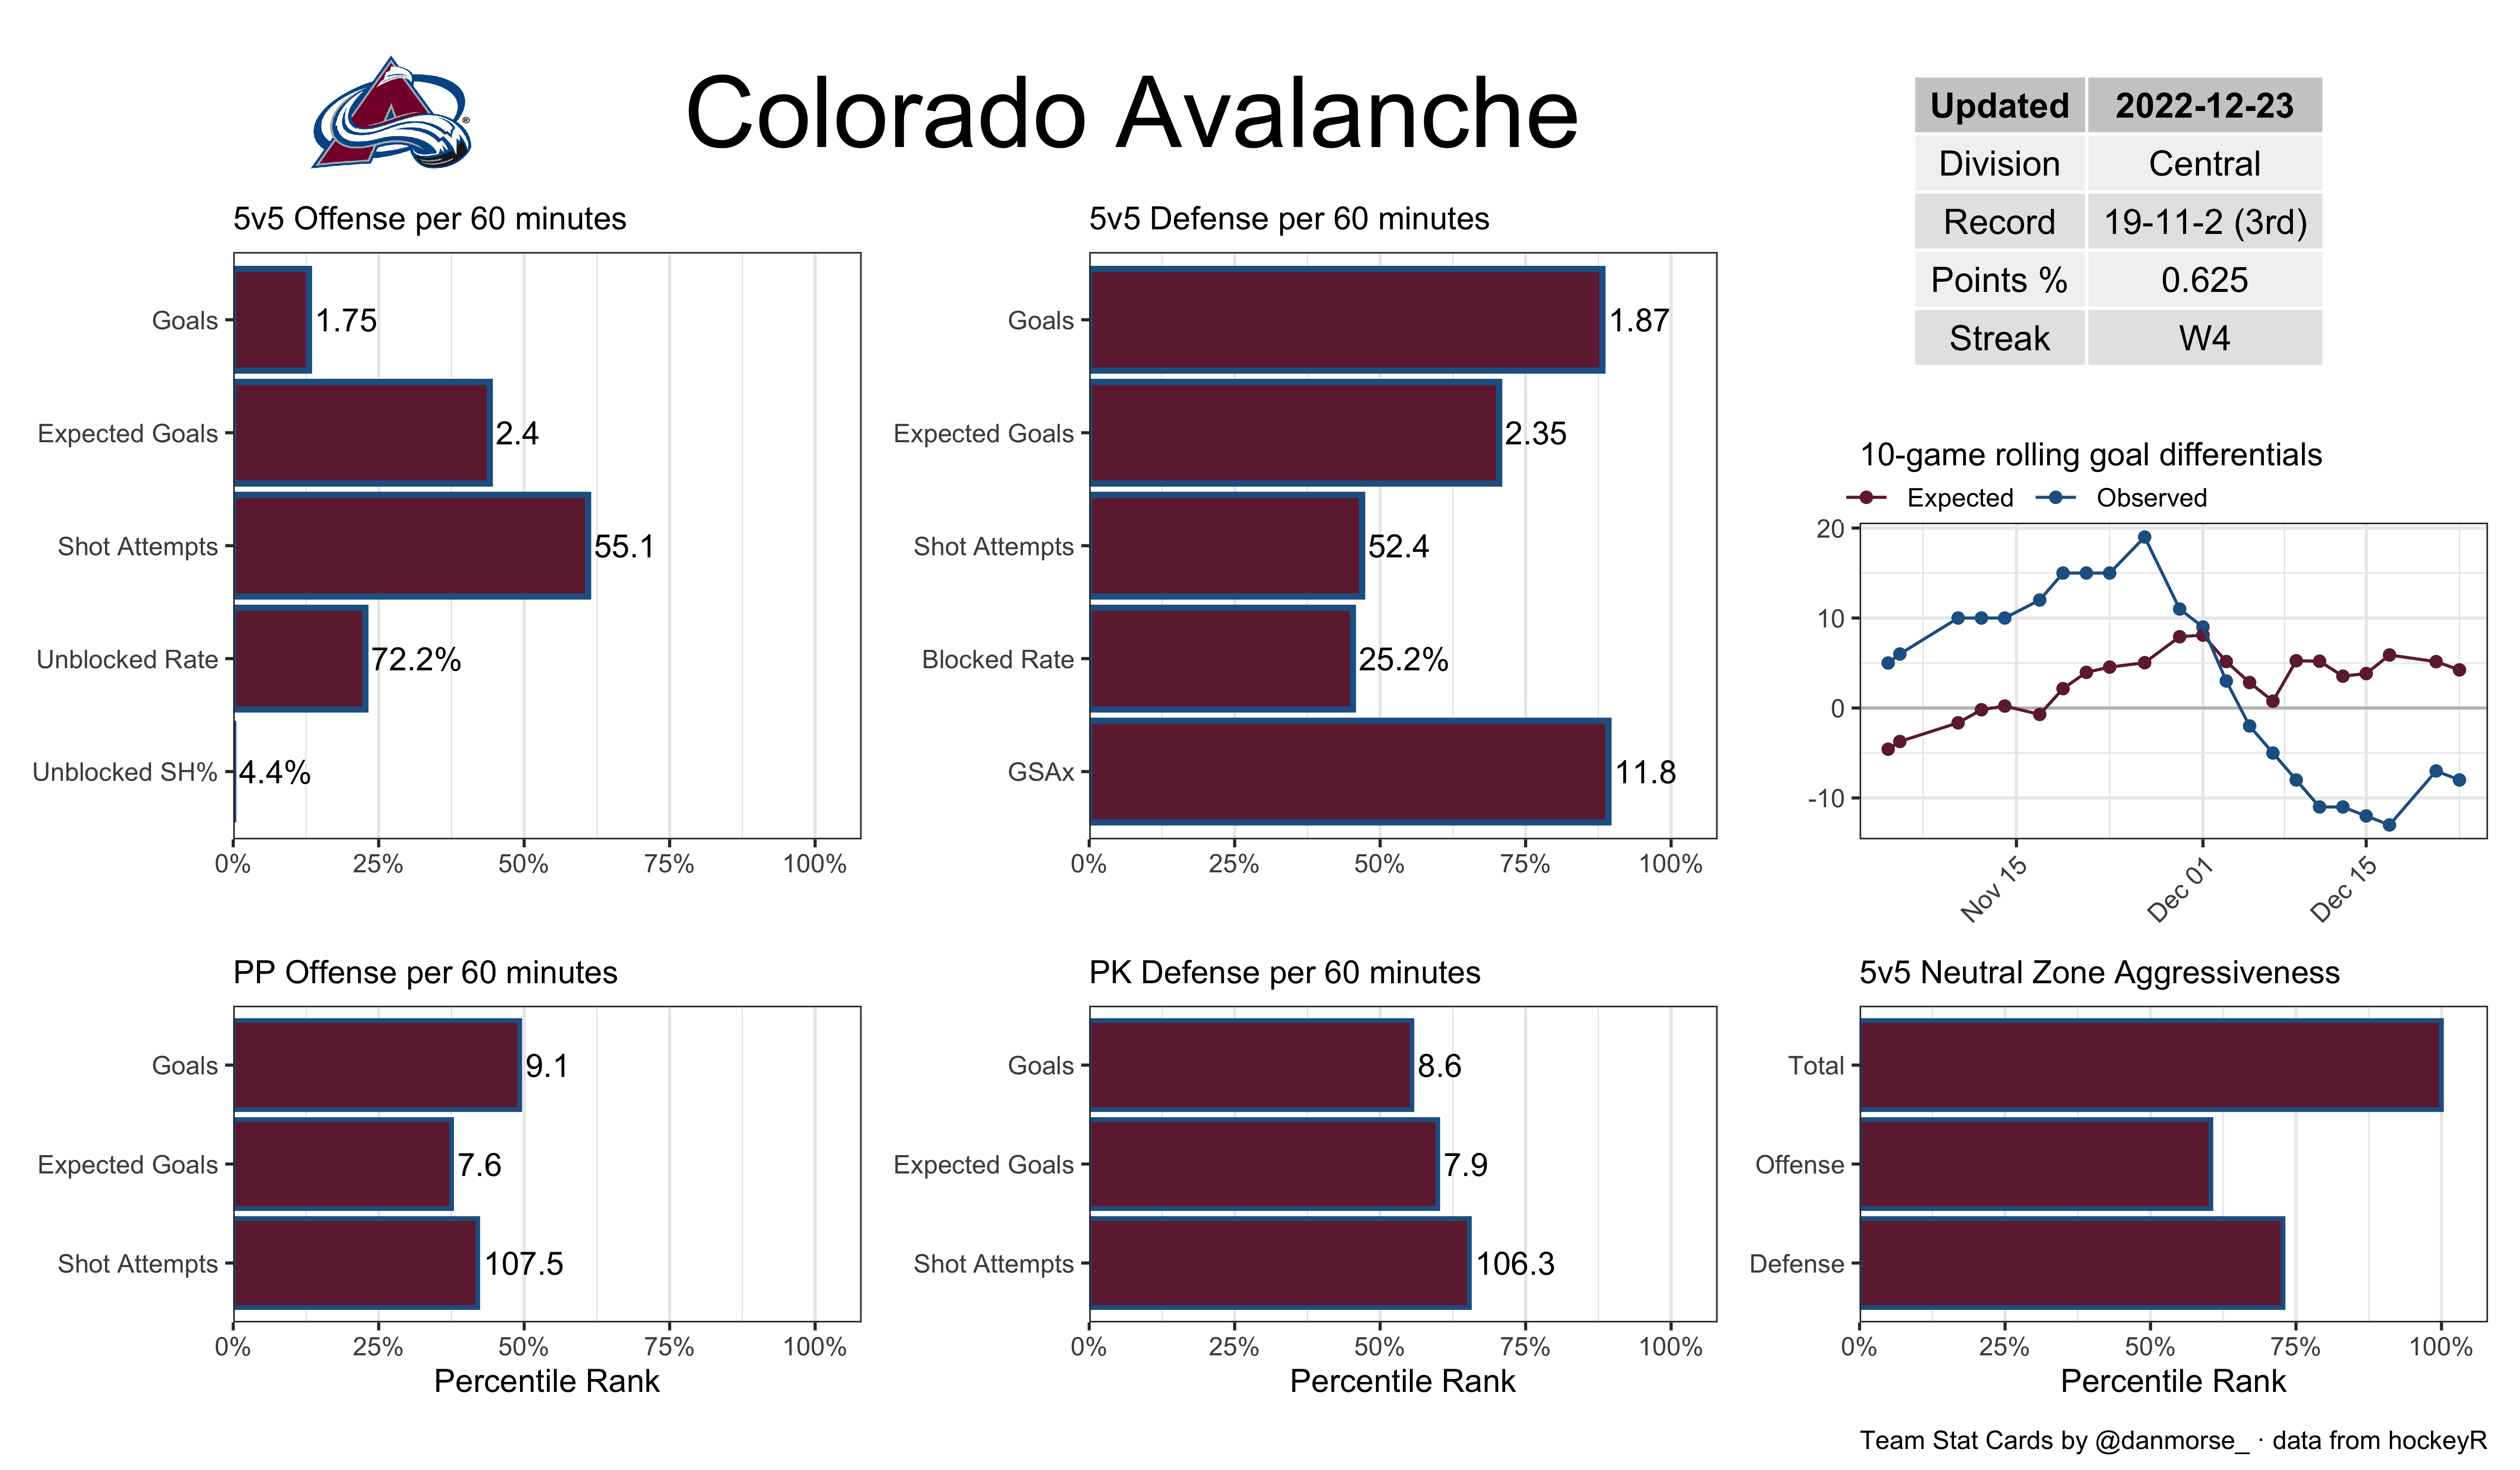 Colorado Avalanche
®
Updated 2022-12-23
Division Central
Record 19-11-2 (3rd)
Points % 0.625
Streak W4
5v5 Offense per 60 minutes
Goals 1.75
Expected Goals 2.4
Shot Attempts 55.1
Unblocked Rate 72.2%
Unblocked SH% 4.4%
0% 25% 50% 75% 100%
5v5 Defense per 60 minutes
Goals 1.87
Expected Goals 2.35
Shot Attempts 52.4
Blocked Rate 25.2%
GSAx 11.8
0% 25% 50% 75% 100%
10-game rolling goal differentials
Expected Observed
20
10
0
-10
Nov 15 Dec 01 Dec 15
PP Offense per 60 minutes
Goals 9.1
Expected Goals 7.6
Shot Attempts 107.5
0% 25% 50% 75% 100%
Percentile Rank
PK Defense per 60 minutes
Goals 8.6
Expected Goals 7.9
Shot Attempts 106.3
0% 25% 50% 75% 100%
Percentile Rank
5v5 Neutral Zone Aggressiveness
Total
Offense
Defense
0% 25% 50% 75% 100%
Percentile Rank
Team Stat Cards by @danmorse_ · data from hockeyR